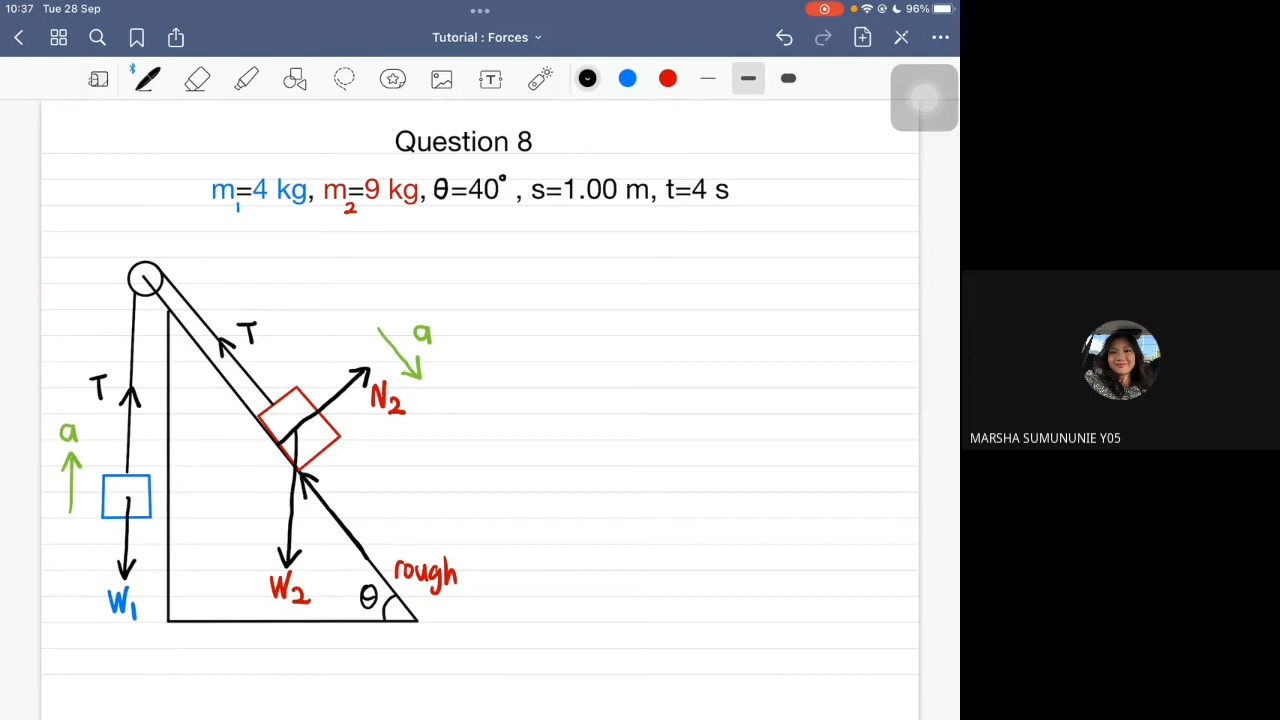 10:37 Tue 28 Sep
96%
Tutorial : Forces
T
Question 8
m₁=4 kg, m₂=9 kg, θ=40°, s=1.00 m, t=4 s
T
a
N₂
T
a
MARSHA SUMUNUNIE Y05
rough
W₂
θ
W₁